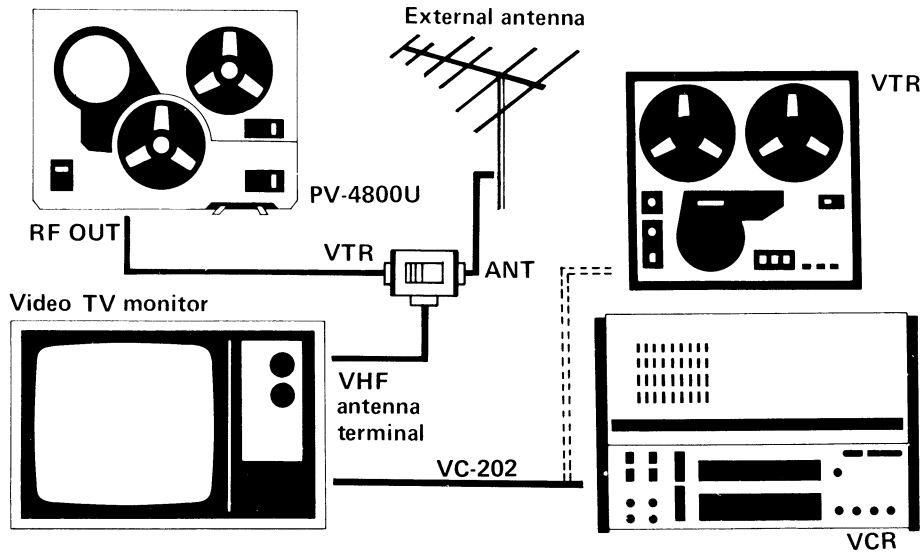 External antenna
VTR
PV-4800U
RF OUT
VTR
ANT
Video TV monitor
VHF
antenna
terminal
VC-202
VCR